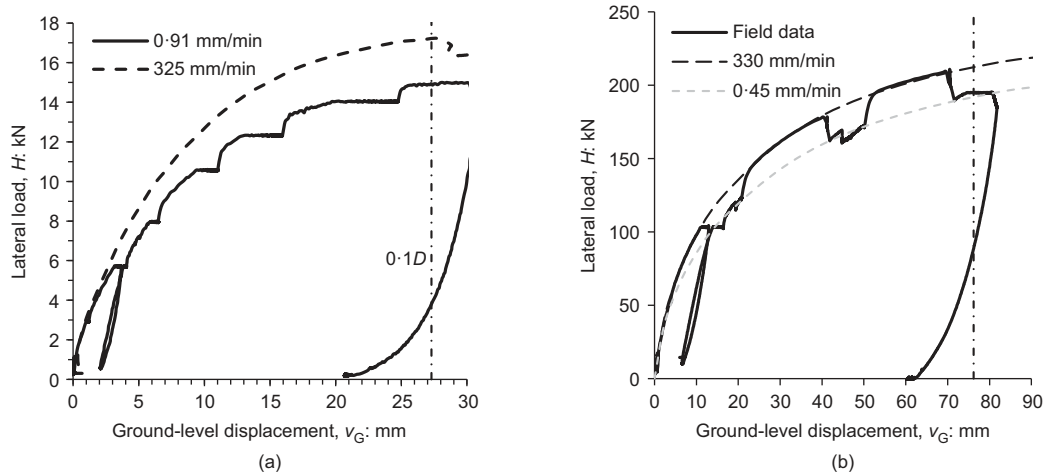 18
16
14
12
10
8
6
4
2
0
Lateral load, H: kN
0·91 mm/min
325 mm/min
0·1D
0 5 10 15 20 25 30
Ground-level displacement, vG: mm
(a)
250
200
150
100
50
0
Lateral load, H: kN
Field data
330 mm/min
0·45 mm/min
0 10 20 30 40 50 60 70 80 90
Ground-level displacement, vG: mm
(b)